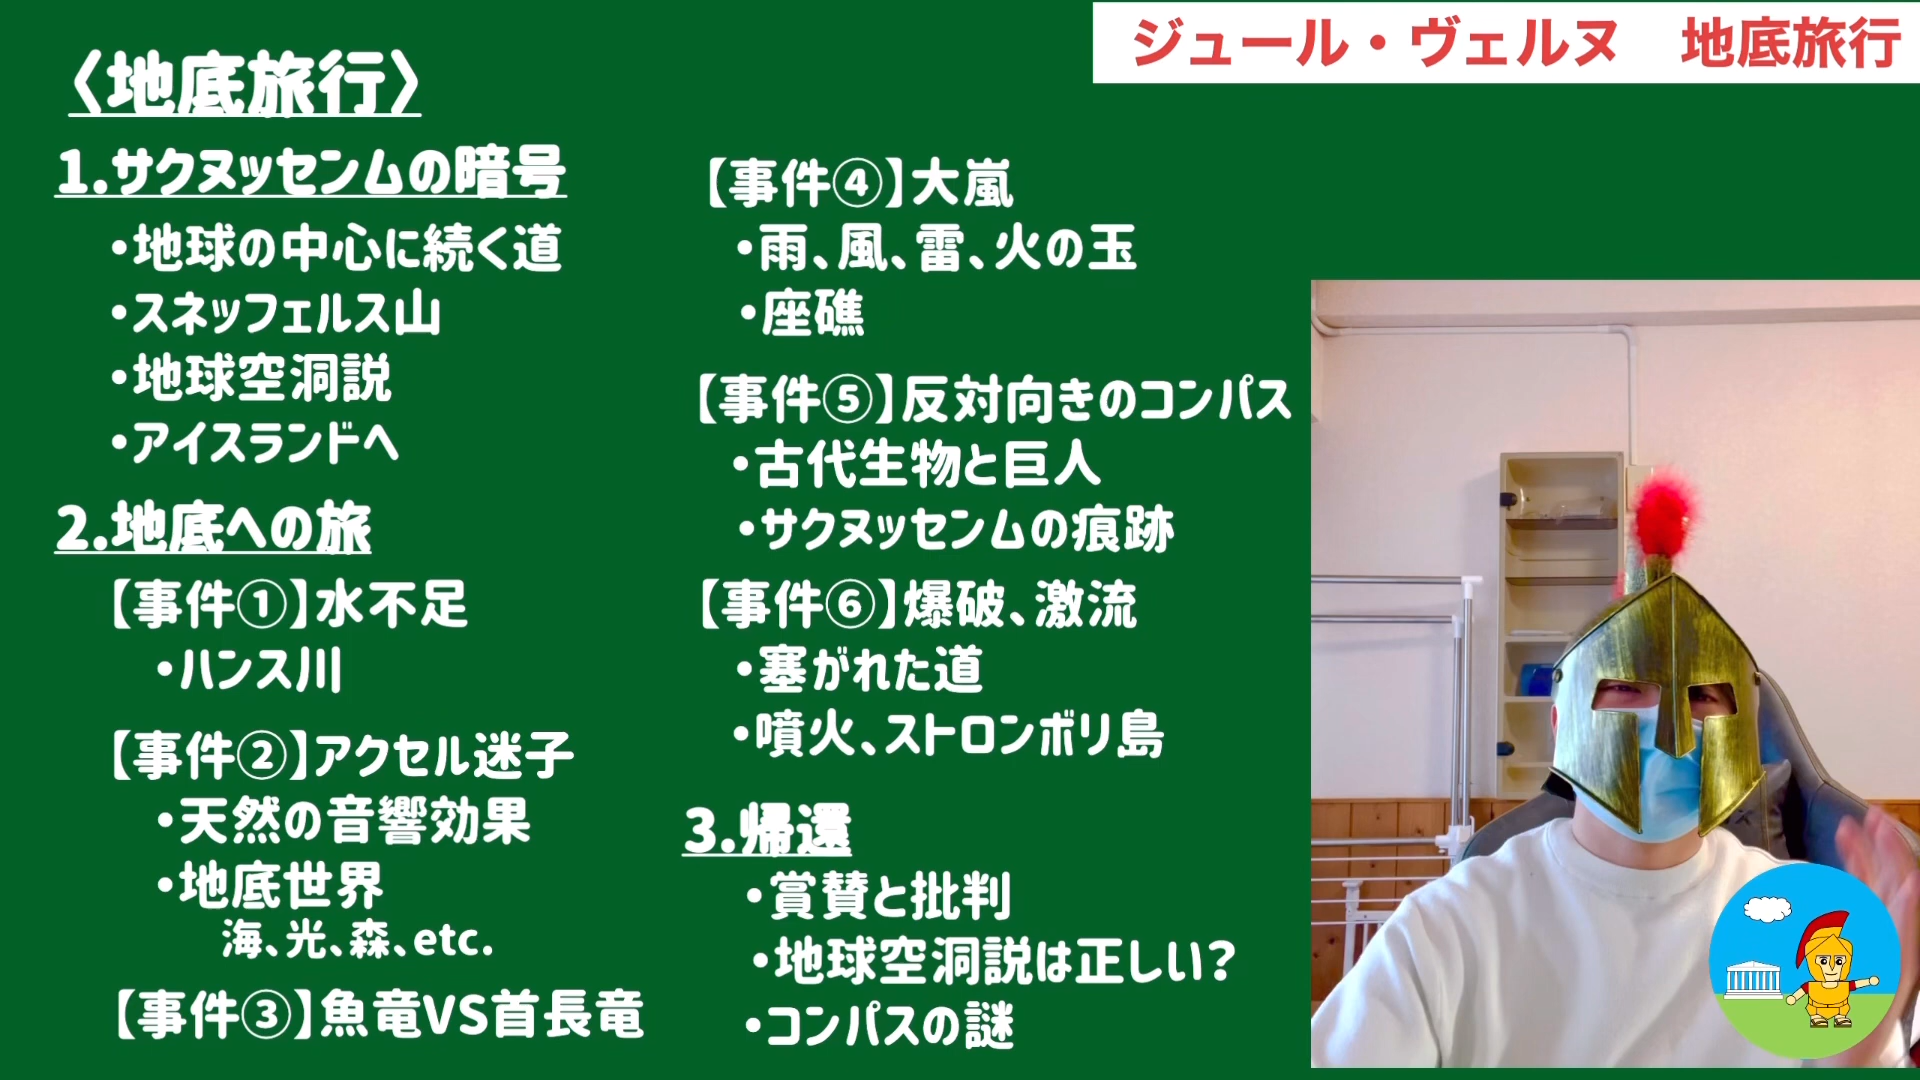 ジュール・ヴェルヌ　地底旅行
〈地底旅行〉
1.サクヌッセンムの暗号
・地球の中心に続く道
・スネッフェルス山
・地球空洞説
・アイスランドへ
2.地底への旅
【事件①】水不足
・ハンス川
【事件②】アクセル迷子
・天然の音響効果
・地底世界
海、光、森、etc.
【事件③】魚竜VS首長竜
【事件④】大嵐
・雨、風、雷、火の玉
・座礁
【事件⑤】反対向きのコンパス
・古代生物と巨人
・サクヌッセンムの痕跡
【事件⑥】爆破、激流
・塞がれた道
・噴火、ストロンボリ島
3.帰還
・賞賛と批判
・地球空洞説は正しい?
・コンパスの謎